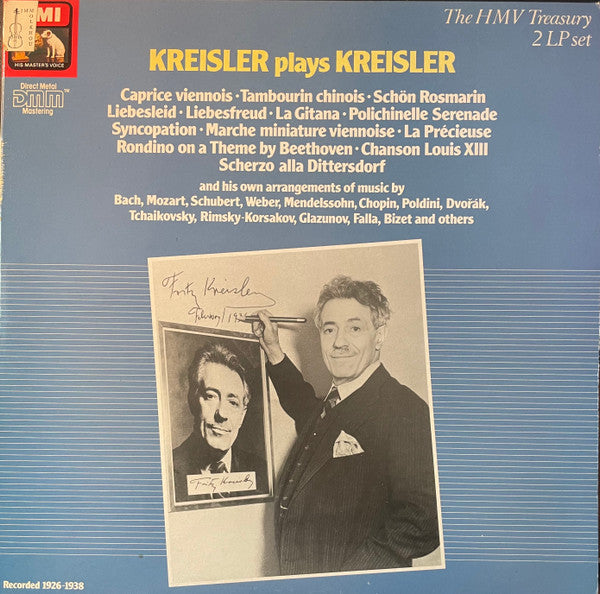 EMI
HIS MASTER'S VOICE
The HMV Treasury
2 LP set
KREISLER plays KREISLER
Direct Metal
DMM™
Mastering
Caprice viennois · Tambourin chinois · Schön Rosmarin
Liebesleid · Liebesfreud · La Gitana · Polichinelle Serenade
Syncopation · Marche miniature viennoise · La Précieuse
Rondino on a Theme by Beethoven · Chanson Louis XIII
Scherzo alla Dittersdorf
and his own arrangements of music by
Bach, Mozart, Schubert, Weber, Mendelssohn, Chopin, Poldini, Dvořák,
Tchaikovsky, Rimsky-Korsakov, Glazunov, Falla, Bizet and others
Fritz Kreisler
Fritz Kreisler
Recorded 1926-1938